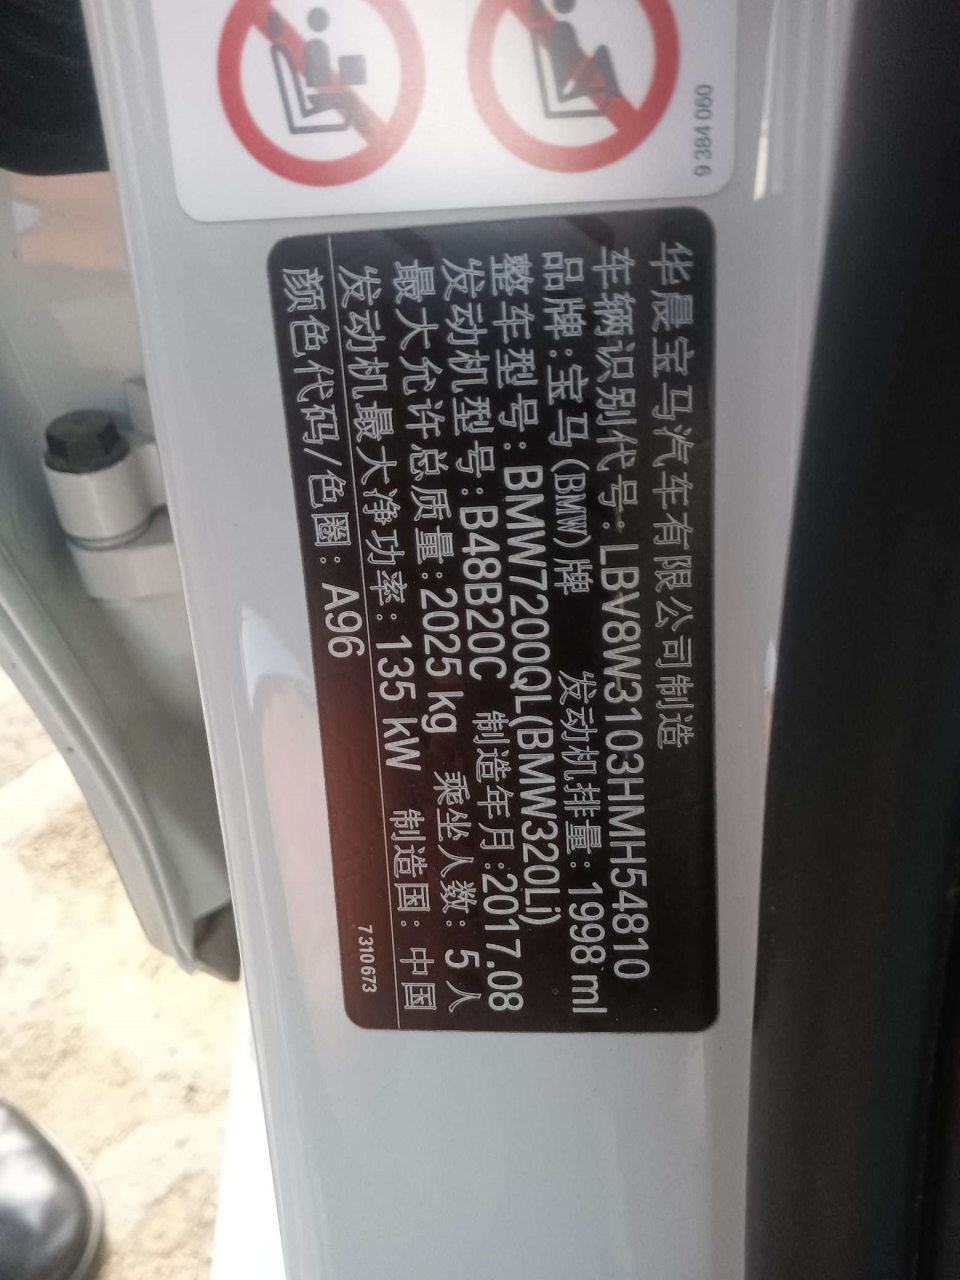 9 384 060
华晨宝马汽车有限公司制造
车辆识别代号:LBV8W3103HMH54810
品牌:宝马(BMW)牌 发动机排量:1998 ml
整车型号:BMW7200QL(BMW320Li)
发动机型号:B48B20C 制造年月:2017.08
最大允许总质量:2025 kg 乘坐人数:5人
发动机最大净功率:135 kW 制造国:中国
颜色代码/色圈:A96
7 310 673